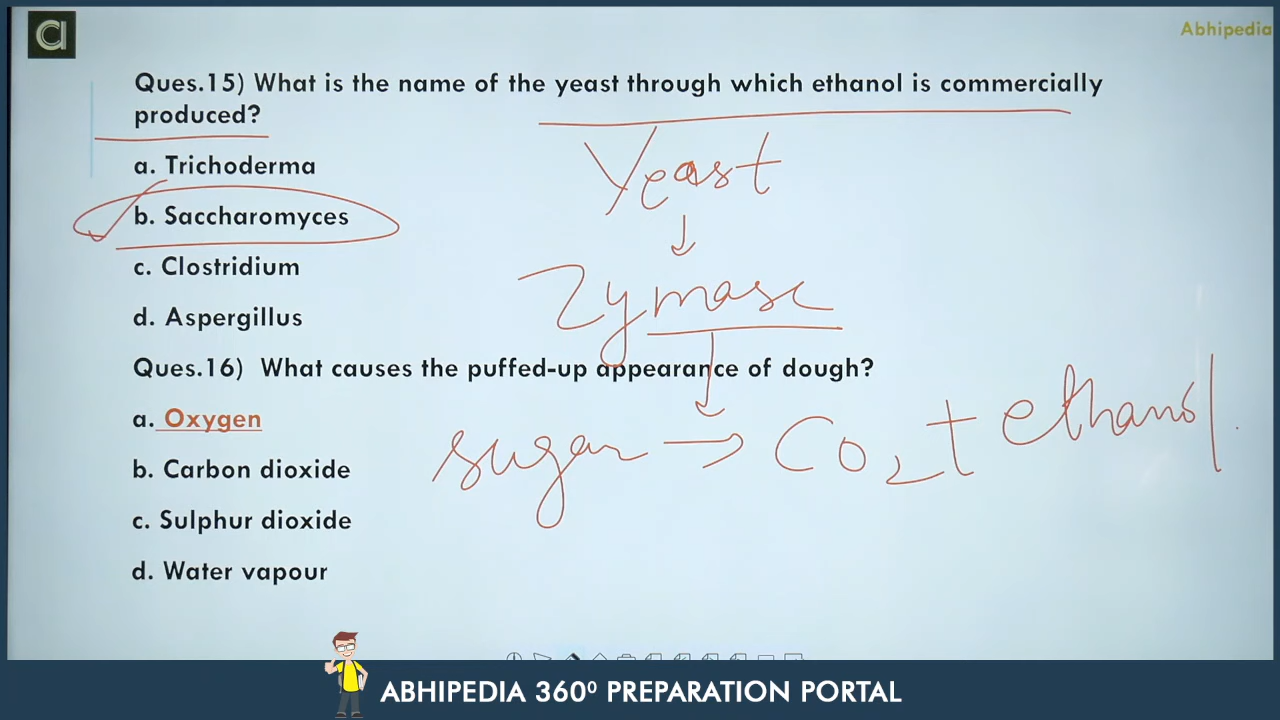 Abhipedia
Ques.15) What is the name of the yeast through which ethanol is commercially
produced?
a. Trichoderma
b. Saccharomyces
c. Clostridium
d. Aspergillus
Yeast
Zymase
Ques.16) What causes the puffed-up appearance of dough?
a. Oxygen
b. Carbon dioxide
c. Sulphur dioxide
d. Water vapour
sugar → CO2 + ethanol
ABHIPEDIA 360⁰ PREPARATION PORTAL